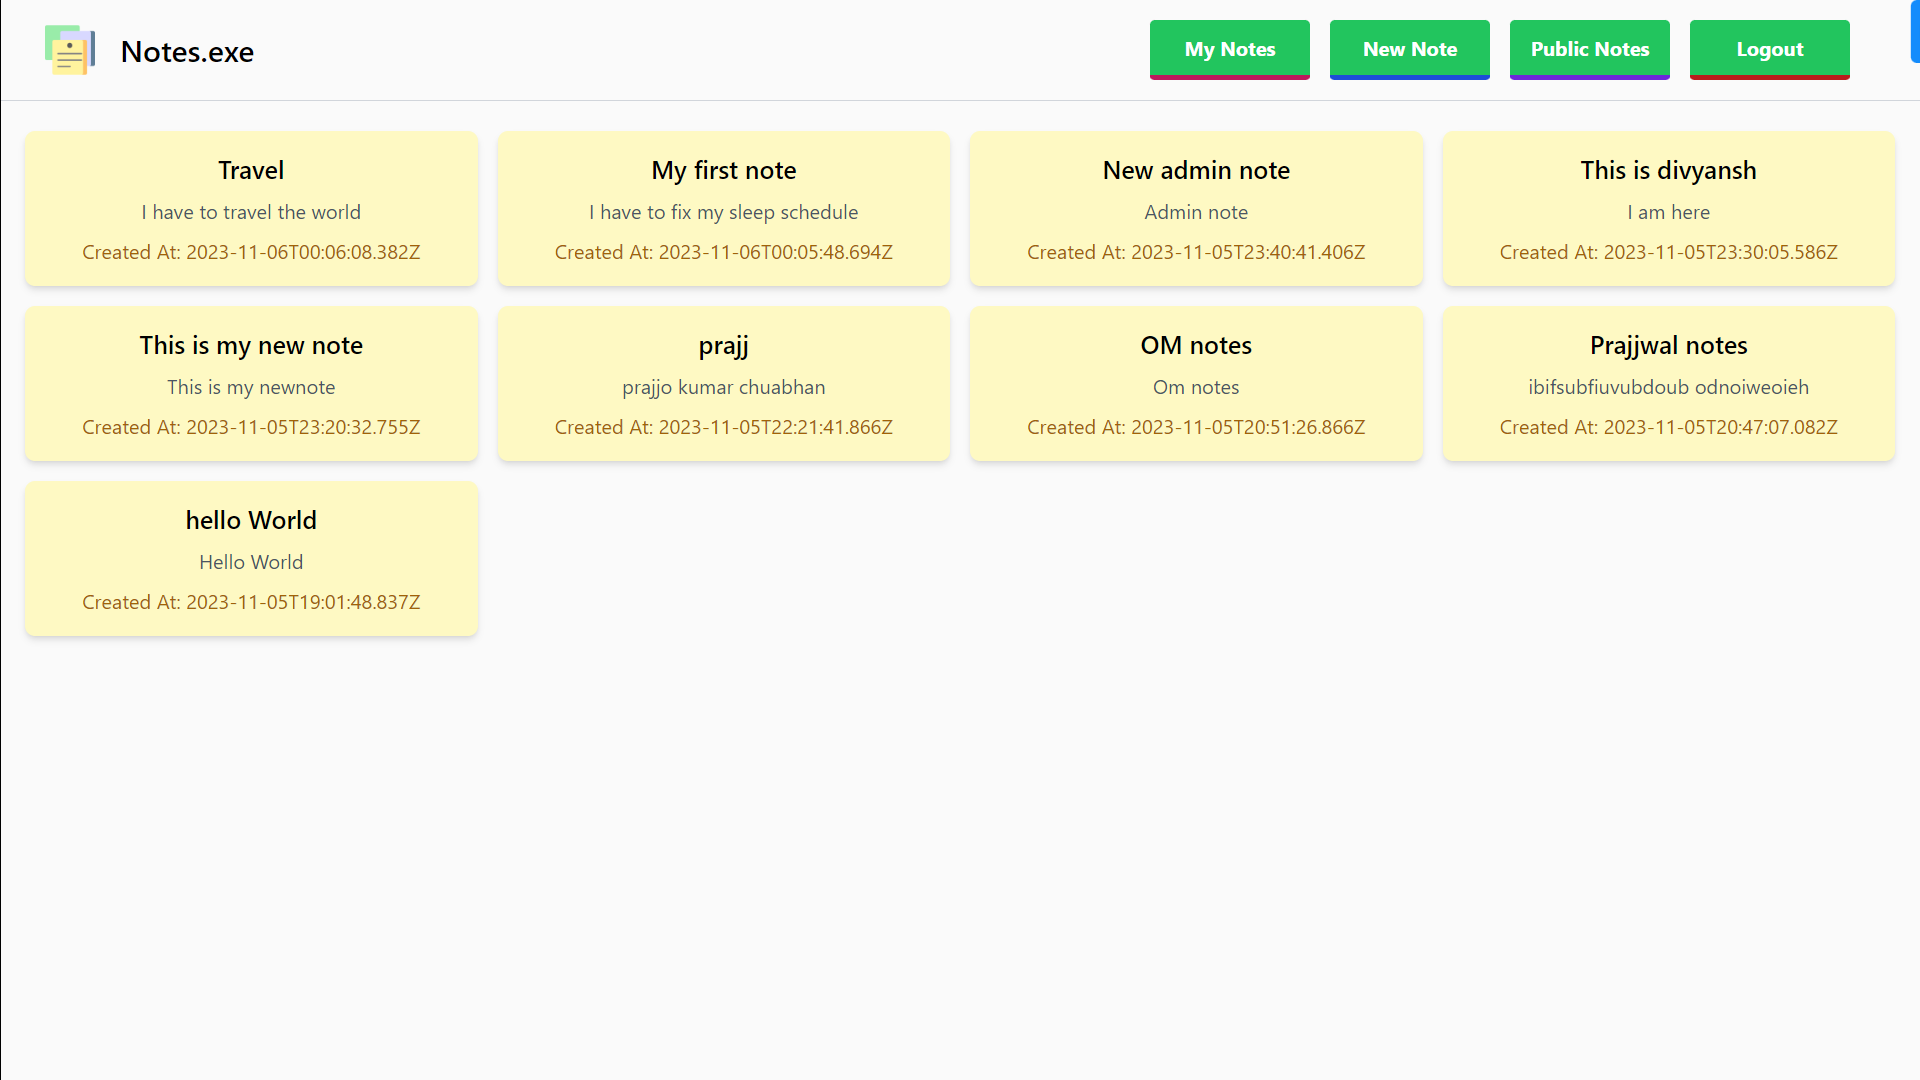 Notes.exe
My Notes
New Note
Public Notes
Logout
Travel
I have to travel the world
Created At: 2023-11-06T00:06:08.382Z
My first note
I have to fix my sleep schedule
Created At: 2023-11-06T00:05:48.694Z
New admin note
Admin note
Created At: 2023-11-05T23:40:41.406Z
This is divyansh
I am here
Created At: 2023-11-05T23:30:05.586Z
This is my new note
This is my newnote
Created At: 2023-11-05T23:20:32.755Z
prajj
prajjo kumar chuabhan
Created At: 2023-11-05T22:21:41.866Z
OM notes
Om notes
Created At: 2023-11-05T20:51:26.866Z
Prajjwal notes
ibifsubfiuvubdoub odnoiweoieh
Created At: 2023-11-05T20:47:07.082Z
hello World
Hello World
Created At: 2023-11-05T19:01:48.837Z